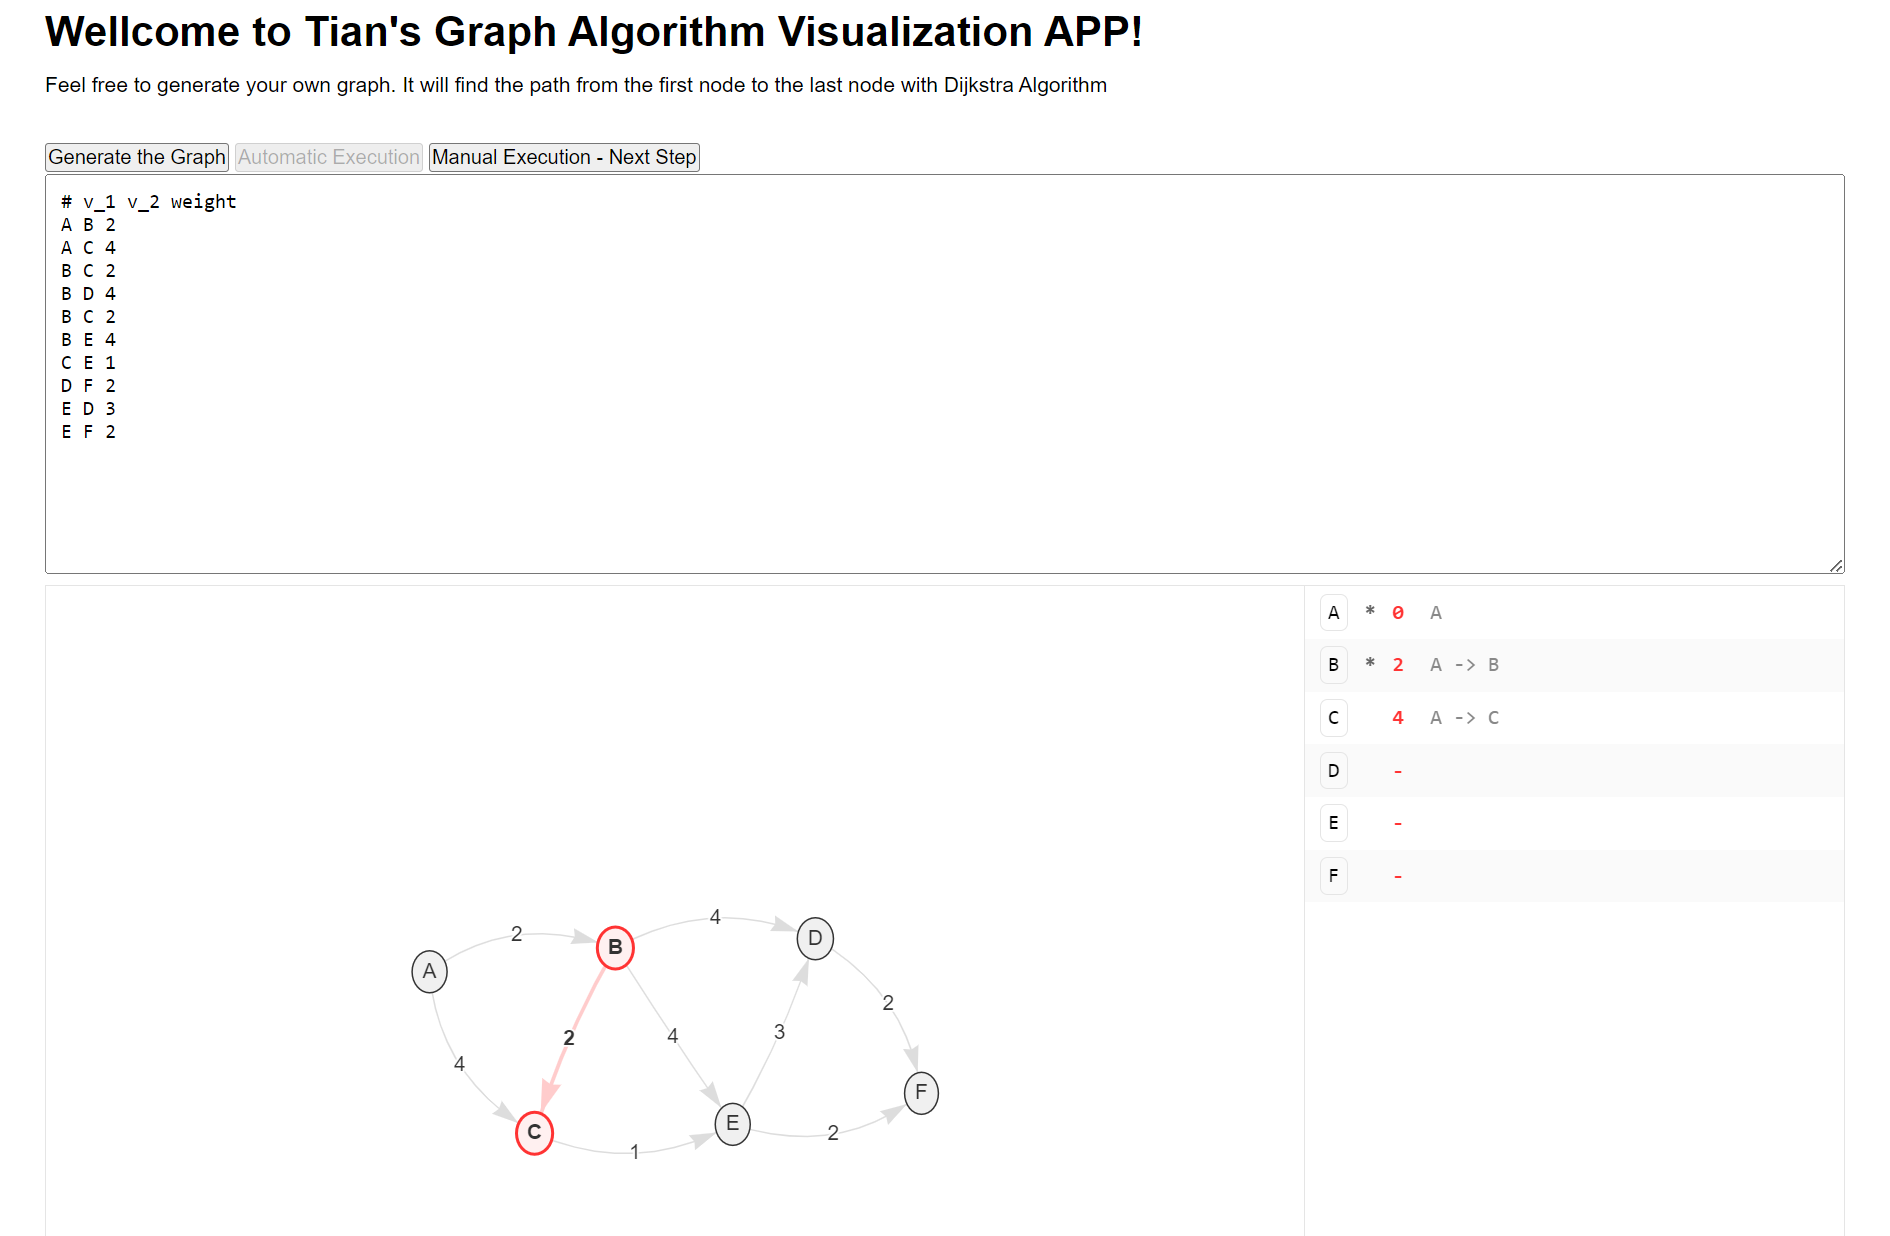 Wellcome to Tian's Graph Algorithm Visualization APP!
Feel free to generate your own graph. It will find the path from the first node to the last node with Dijkstra Algorithm
Generate the Graph Automatic Execution Manual Execution - Next Step
# v_1 v_2 weight
A B 2
A C 4
B C 2
B D 4
B C 2
B E 4
C E 1
D F 2
E D 3
E F 2
A * 0 A
B * 2 A -> B
C 4 A -> C
D -
E -
F -
4
2
B
D
A
2
2
4
3
4
F
C
E
2
1